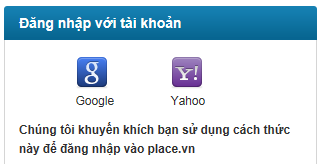 Đăng nhập với tài khoản
g Y!
Google Yahoo
Chúng tôi khuyến khích bạn sử dụng cách thức
này để đăng nhập vào place.vn